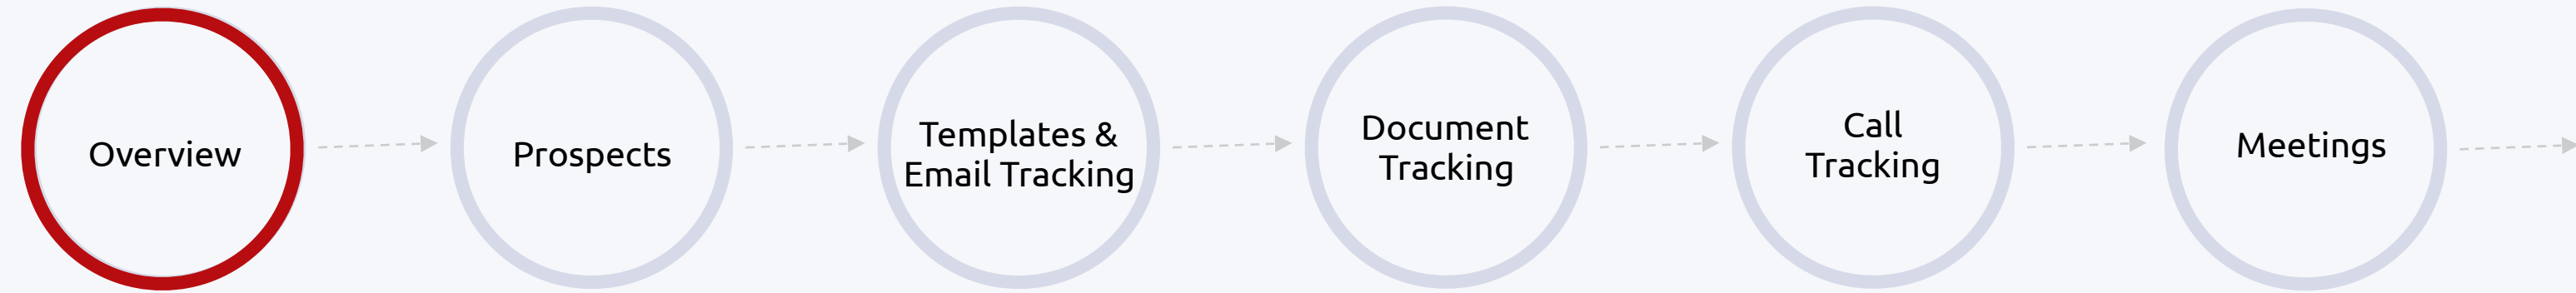 Overview
Prospects
Templates &
Email Tracking
Document
Tracking
Call
Tracking
Meetings